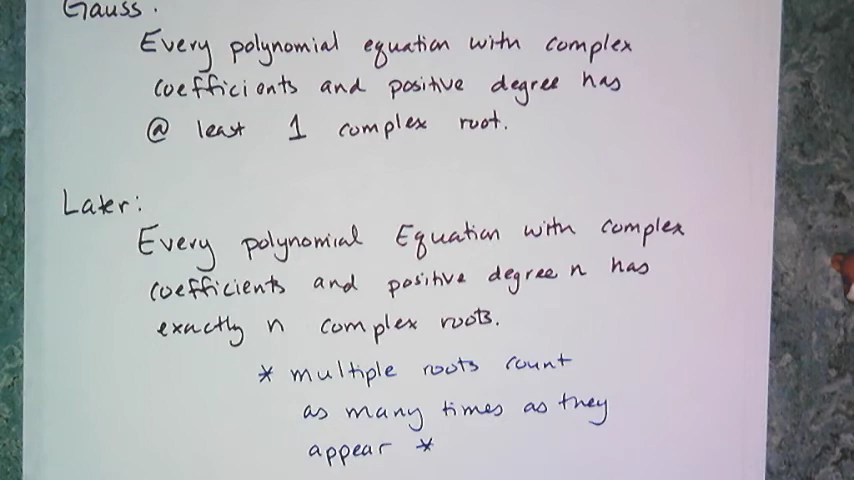 Gauss.
Every polynomial equation with complex
coefficients and positive degree has
@ least 1 complex root.
Later:
Every polynomial Equation with complex
coefficients and positive degree n has
exactly n complex roots.
* multiple roots count
as many times as they
appear *